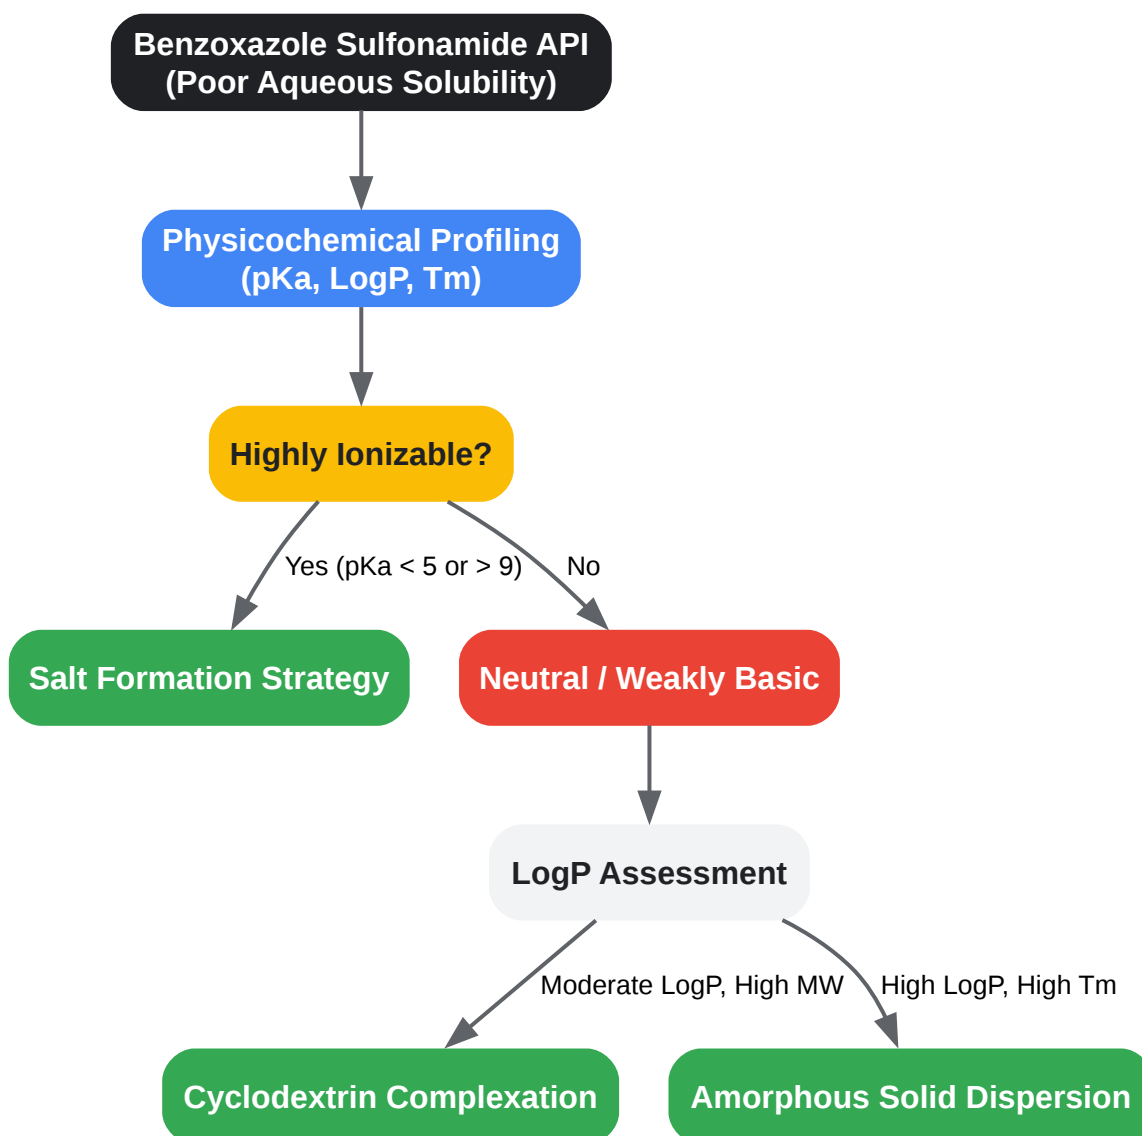 Benzoxazole Sulfonamide API
(Poor Aqueous Solubility)
Physicochemical Profiling
(pKa, LogP, Tm)
Highly Ionizable?
Yes (pKa < 5 or > 9)
No
Salt Formation Strategy
Neutral / Weakly Basic
LogP Assessment
Moderate LogP, High MW
High LogP, High Tm
Cyclodextrin Complexation
Amorphous Solid Dispersion